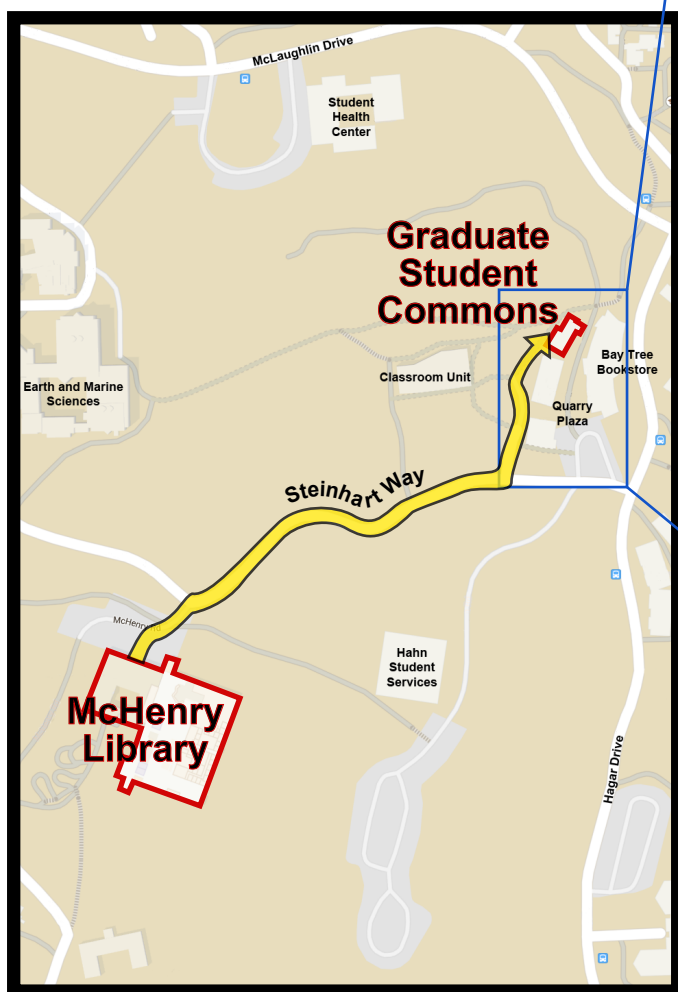 McLaughlin Drive
Student
Health
Center
Graduate
Student
Commons
Bay Tree
Bookstore
Classroom Unit
Earth and Marine
Sciences
Quarry
Plaza
Steinhart Way
Hahn
Student
Services
McHenry
Library
Hagar Drive